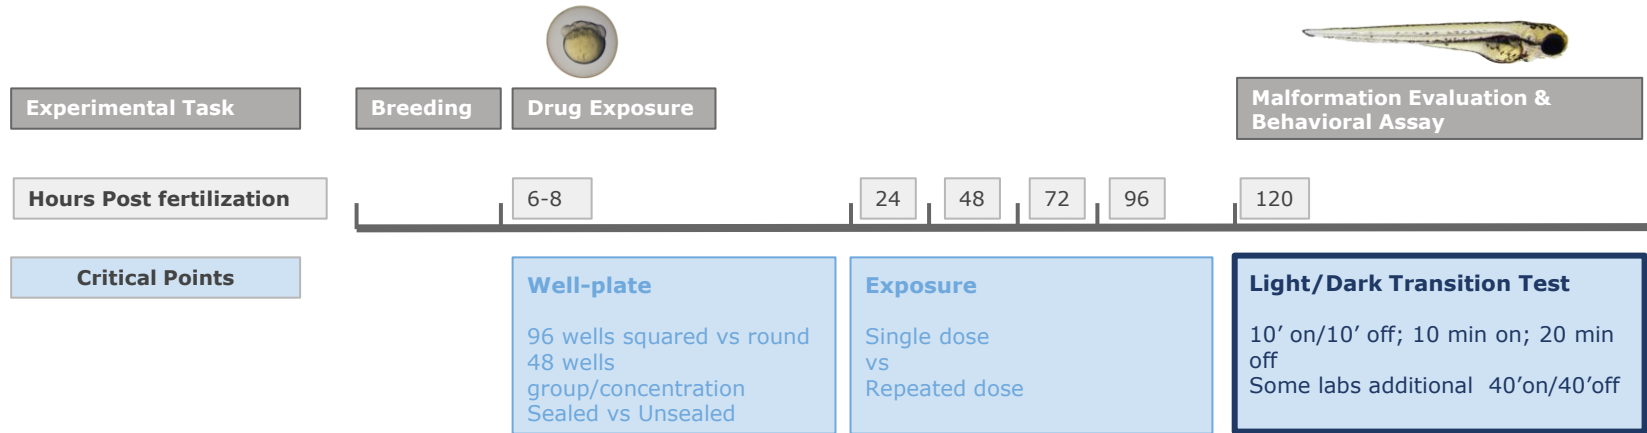 Experimental Task
Breeding
Drug Exposure
Malformation Evaluation &
Behavioral Assay
Hours Post fertilization
6-8
24
48
72
96
120
Critical Points
Well-plate
96 wells squared vs round
48 wells
group/concentration
Sealed vs Unsealed
Exposure
Single dose
vs
Repeated dose
Light/Dark Transition Test
10’ on/10’ off; 10 min on; 20 min
off
Some labs additional 40’on/40’off